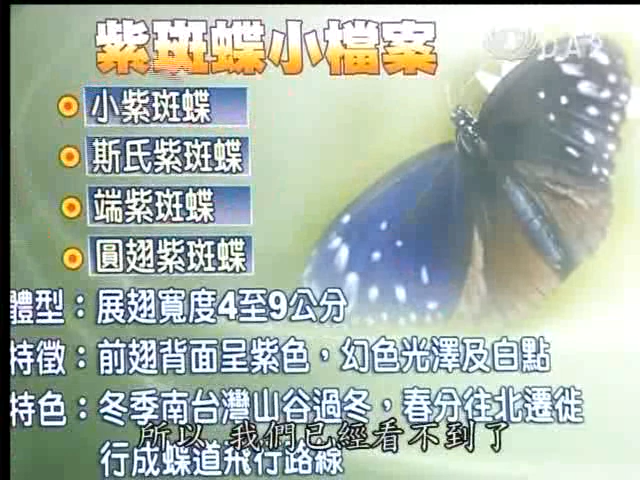 紫斑蝶小檔案
小紫斑蝶
斯氏紫斑蝶
端紫斑蝶
圓翅紫斑蝶
體型：展翅寬度4至9公分
特徵：前翅背面呈紫色，幻色光澤及白點
特色：冬季南台灣山谷過冬，春分往北遷徙
行成蝶道飛行路線
所以 我們已經看不到了